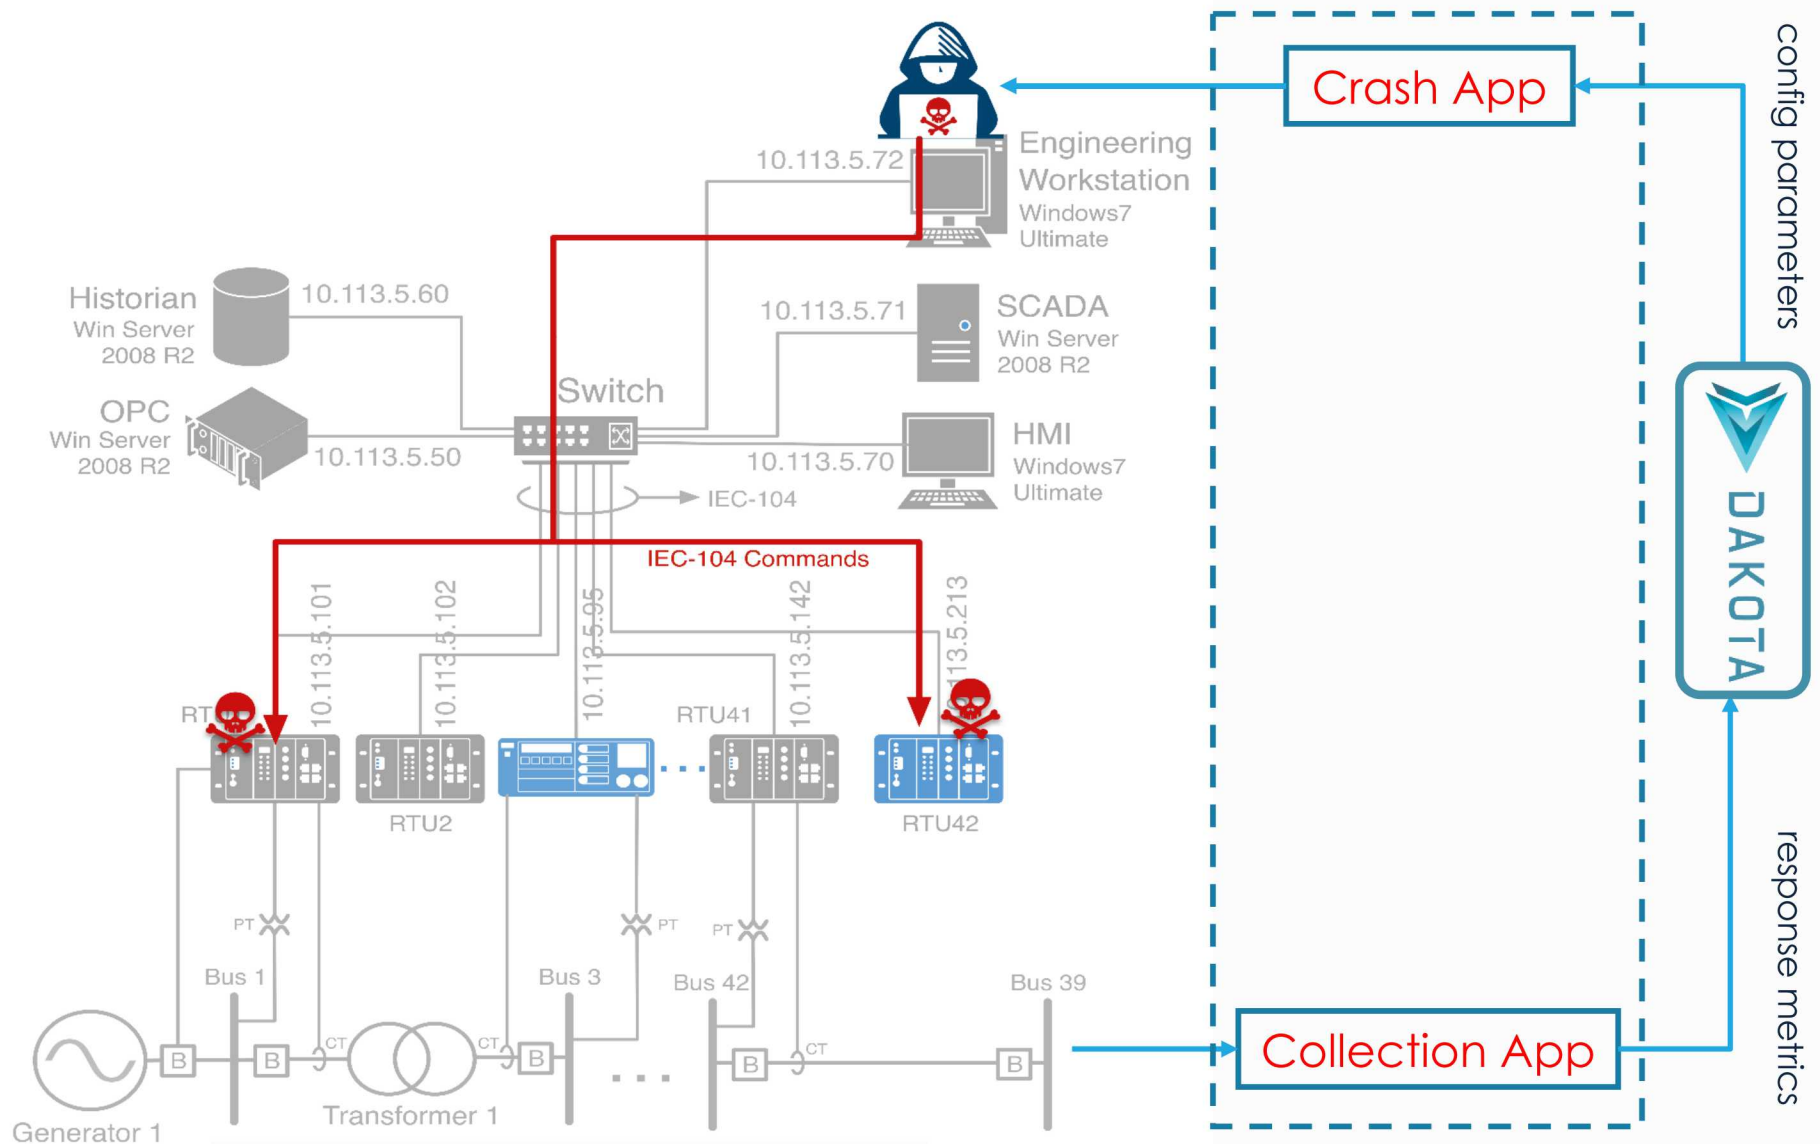 Crash App
config parameters
10.113.5.72
Engineering
Workstation
Windows7
Ultimate
Historian
Win Server
2008 R2
10.113.5.60
10.113.5.71
SCADA
Win Server
2008 R2
Switch
OPC
Win Server
2008 R2
10.113.5.50
10.113.5.70
HMI
Windows7
Ultimate
IEC-104
DAKOTA
IEC-104 Commands
10.113.5.101
10.113.5.102
10.113.5.95
10.113.5.142
113.5.213
RT
RTU41
RTU2
RTU42
response metrics
PT
PT
PT
Bus 1
Bus 3
Bus 42
Bus 39
CT
CT
CT
B
B
B
B
B
Collection App
Transformer 1
Generator 1